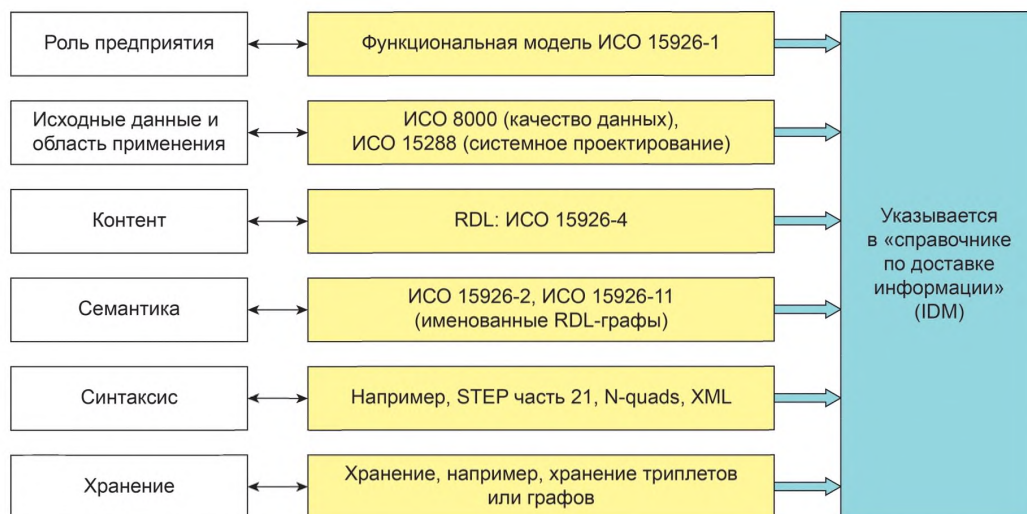 Роль предприятия
Функциональная модель ИСО 15926-1
Исходные данные и
область применения
ИСО 8000 (качество данных),
ИСО 15288 (системное проектирование)
Контент
RDL: ИСО 15926-4
Семантика
ИСО 15926-2, ИСО 15926-11
(именованные RDL-графы)
Синтаксис
Например, STEP часть 21, N-quads, XML
Хранение
Хранение, например, хранение триплетов
или графов
Указывается
в «справочнике
по доставке
информации»
(IDM)